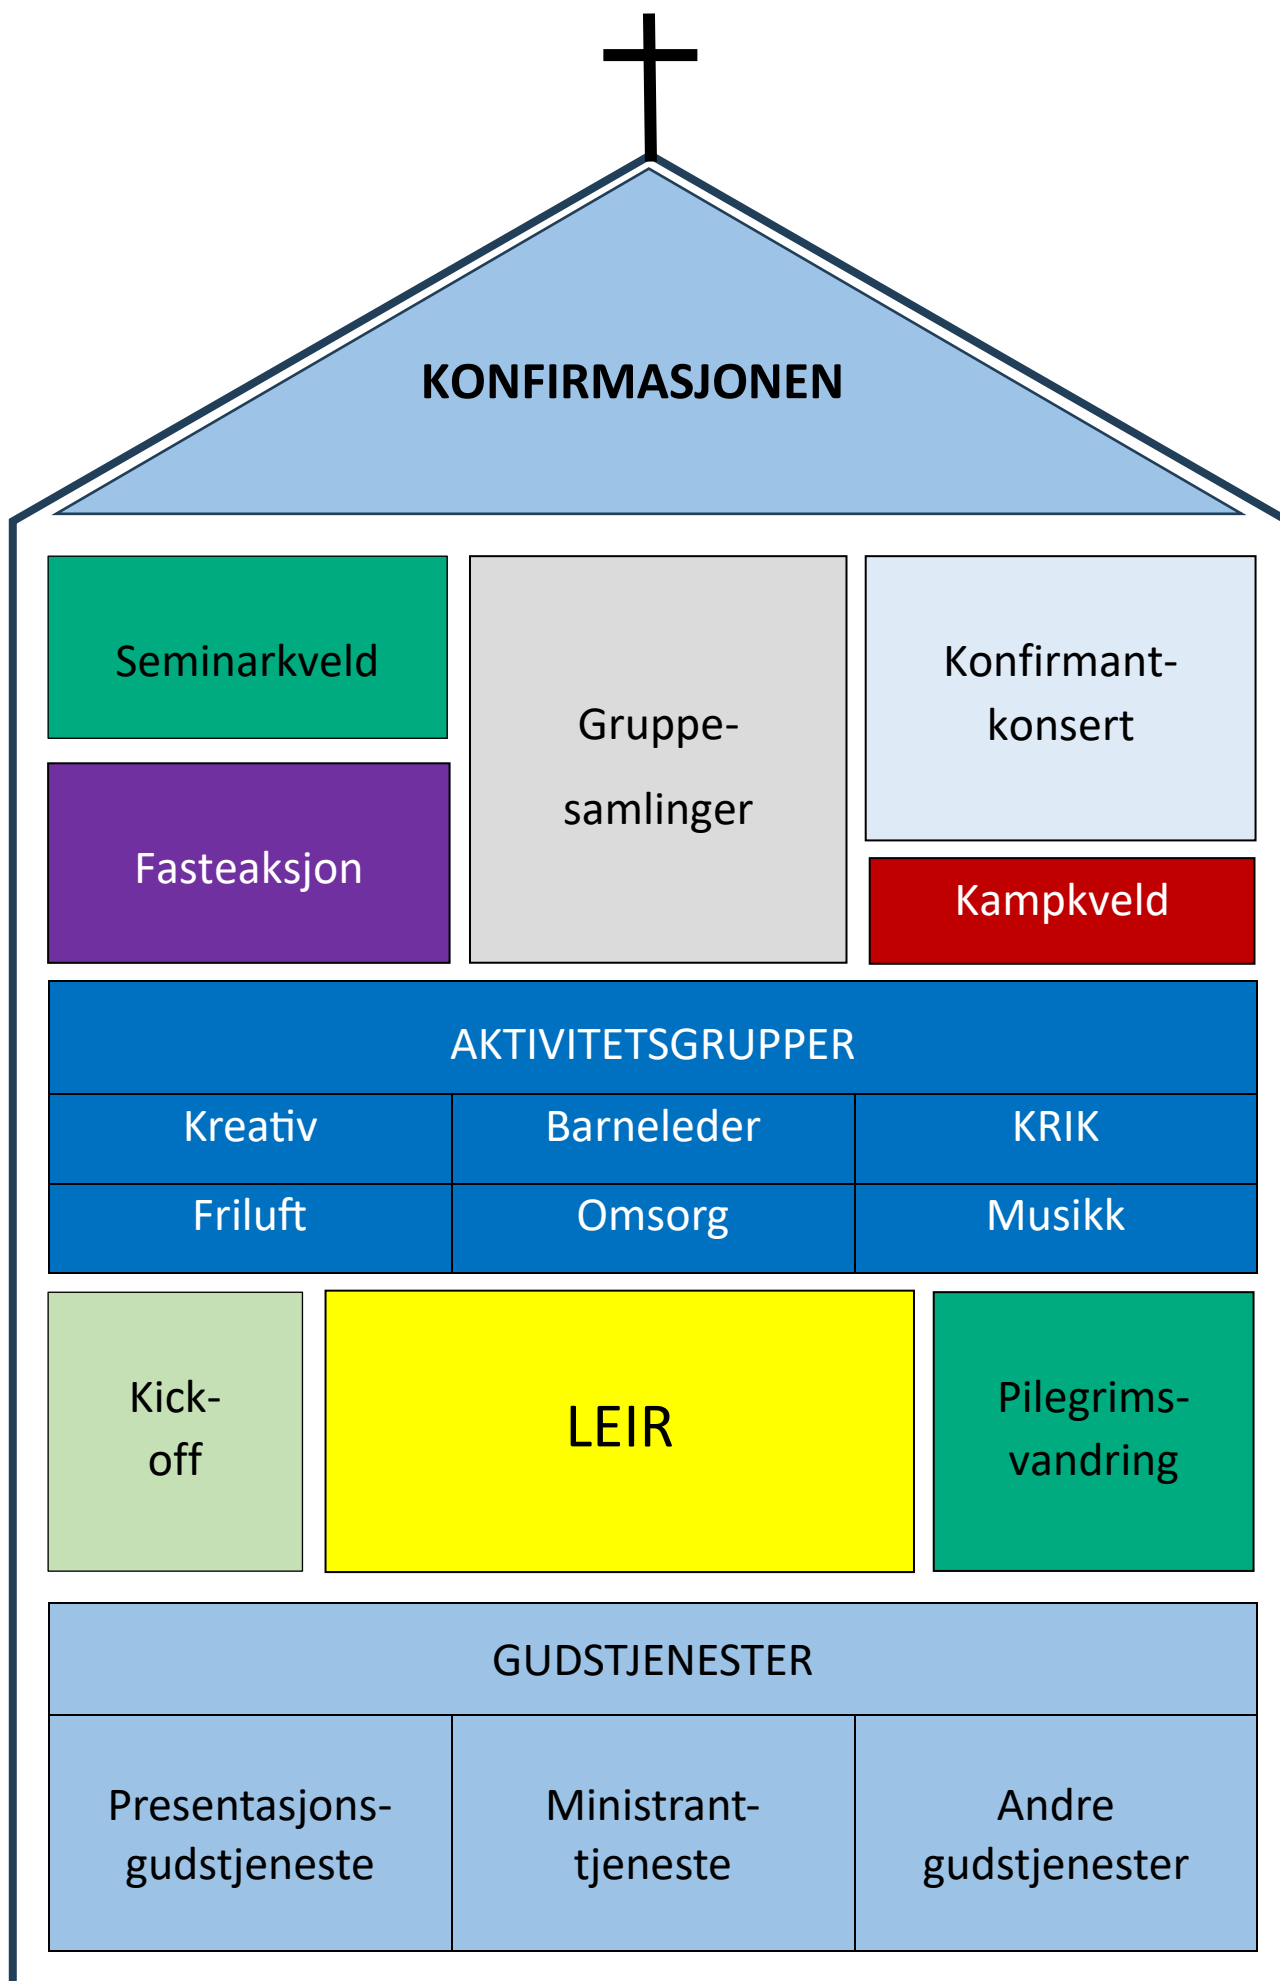 KONFIRMASJONEN
Seminarkveld
Fasteaksjon
Gruppe-
samlinger
Konfirmant-
konsert
Kampkveld
AKTIVITETSGRUPPER
Kreativ
Barneleder
KRIK
Friluft
Omsorg
Musikk
Kick-
off
LEIR
Pilegrims-
vandring
GUDSTJENESTER
Presentasjons-
gudstjeneste
Ministrant-
tjeneste
Andre
gudstjenester